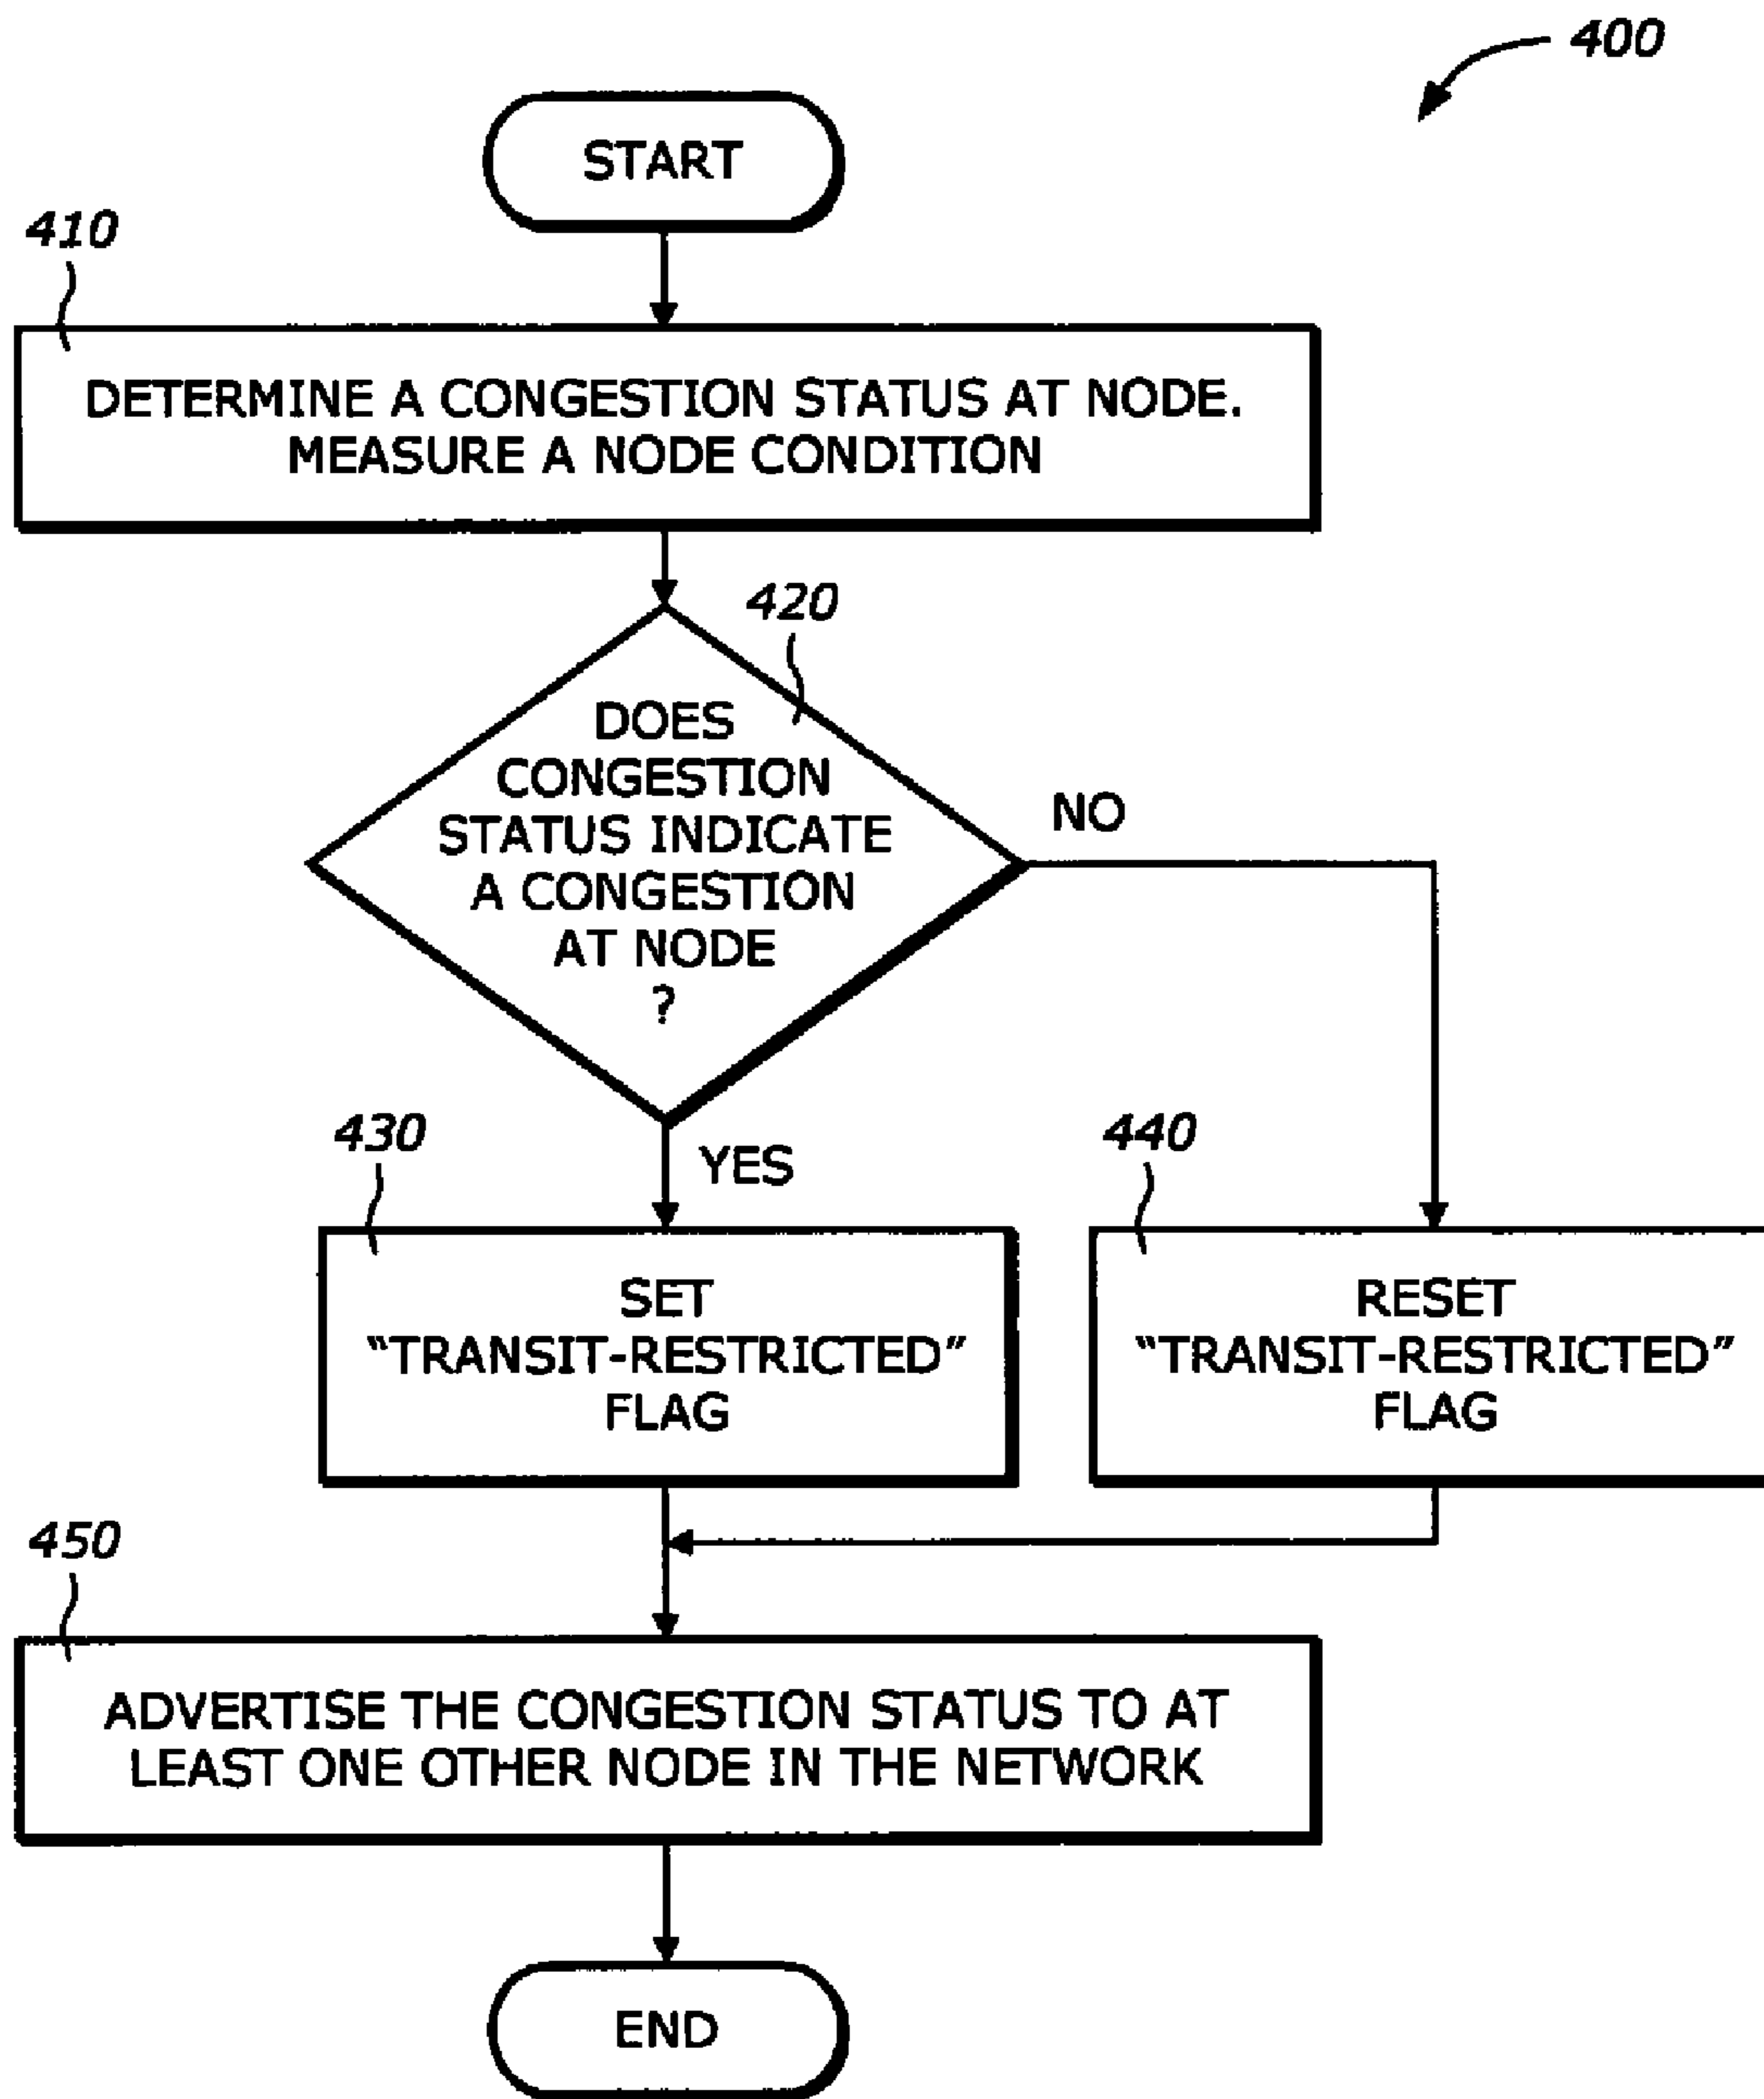 400
START
410
DETERMINE A CONGESTION STATUS AT NODE.
MEASURE A NODE CONDITION
420
DOES
CONGESTION
STATUS INDICATE
A CONGESTION
AT NODE
?
NO
YES
430
SET
“TRANSIT-RESTRICTED”
FLAG
440
RESET
“TRANSIT-RESTRICTED”
FLAG
450
ADVERTISE THE CONGESTION STATUS TO AT
LEAST ONE OTHER NODE IN THE NETWORK
END